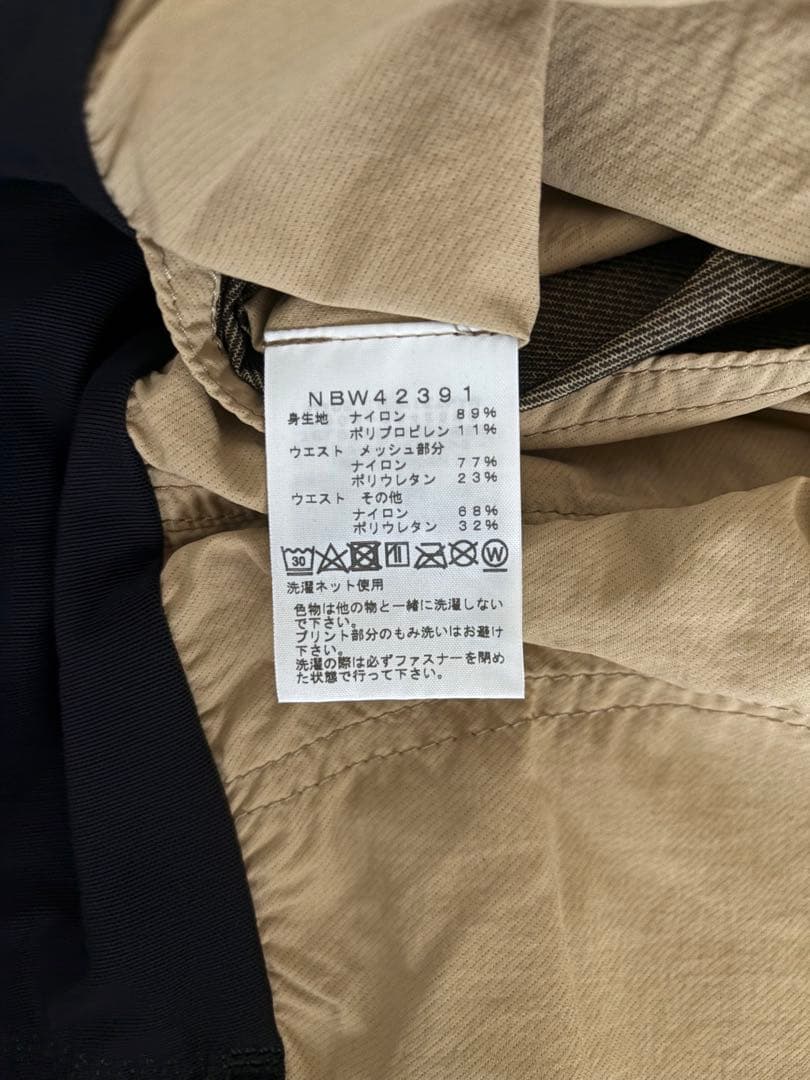 NBW42391
身生地 ナイロン 89%
ポリプロピレン 11%
ウエスト メッシュ部分
ナイロン 77%
ポリウレタン 23%
ウエスト その他
ナイロン 68%
ポリウレタン 32%
30 W
洗濯ネット使用
色物は他の物と一緒に洗濯しない
で下さい。
プリント部分のもみ洗いはお避け
下さい。
洗濯の際は必ずファスナーを閉め
た状態で行って下さい。